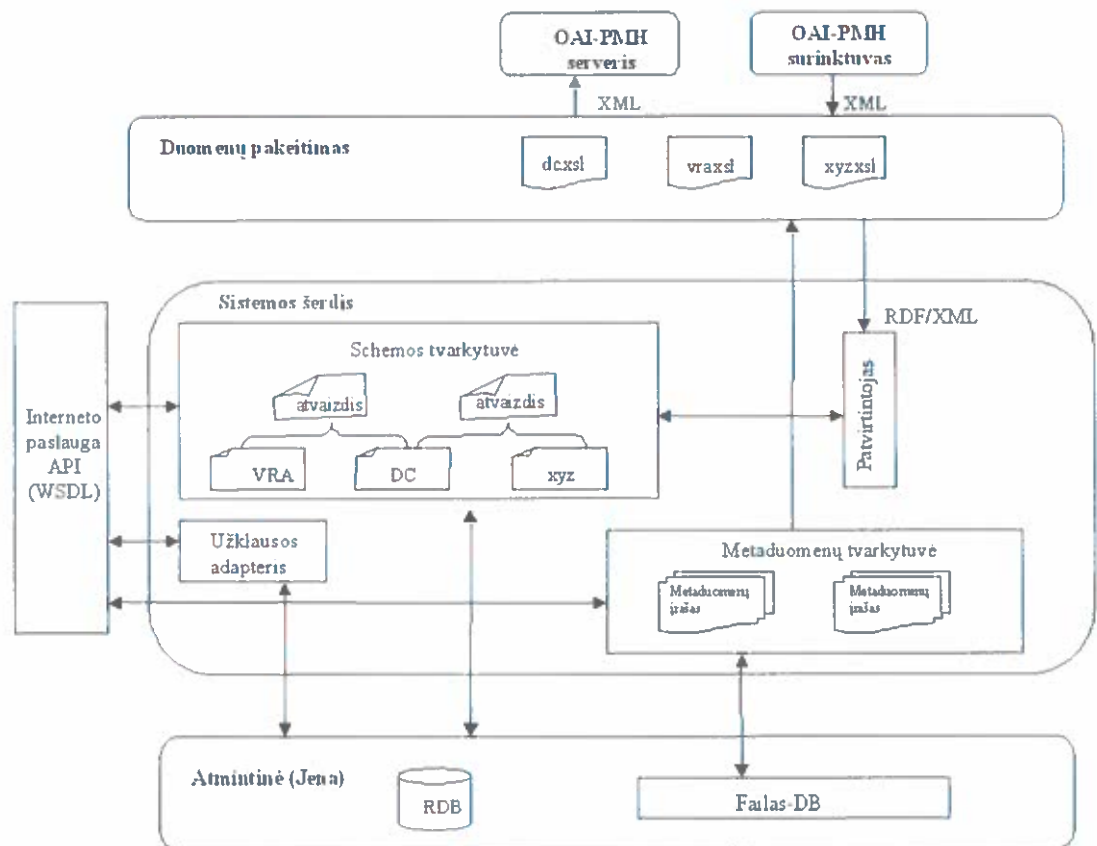 OAI-PMH
serveris
OAI-PMH
surinktuvas
XML
XML
Duomenų pakeitimas
dc.xsl
vraxsl
xyzxsl
Sistemos šerdis
RDF/XML
Schemos tvarkytuvė
atvaizdis
atvaizdis
VRA
DC
xyz
Patvirtintojas
Interneto
paslauga
API
(WSDL)
Užklausos
adapteris
Metaduomenų tvarkytuvė
Metaduomenų
įrašas
Metaduomenų
įrašas
Atmintinė (Jena)
RDB
Failas-DB